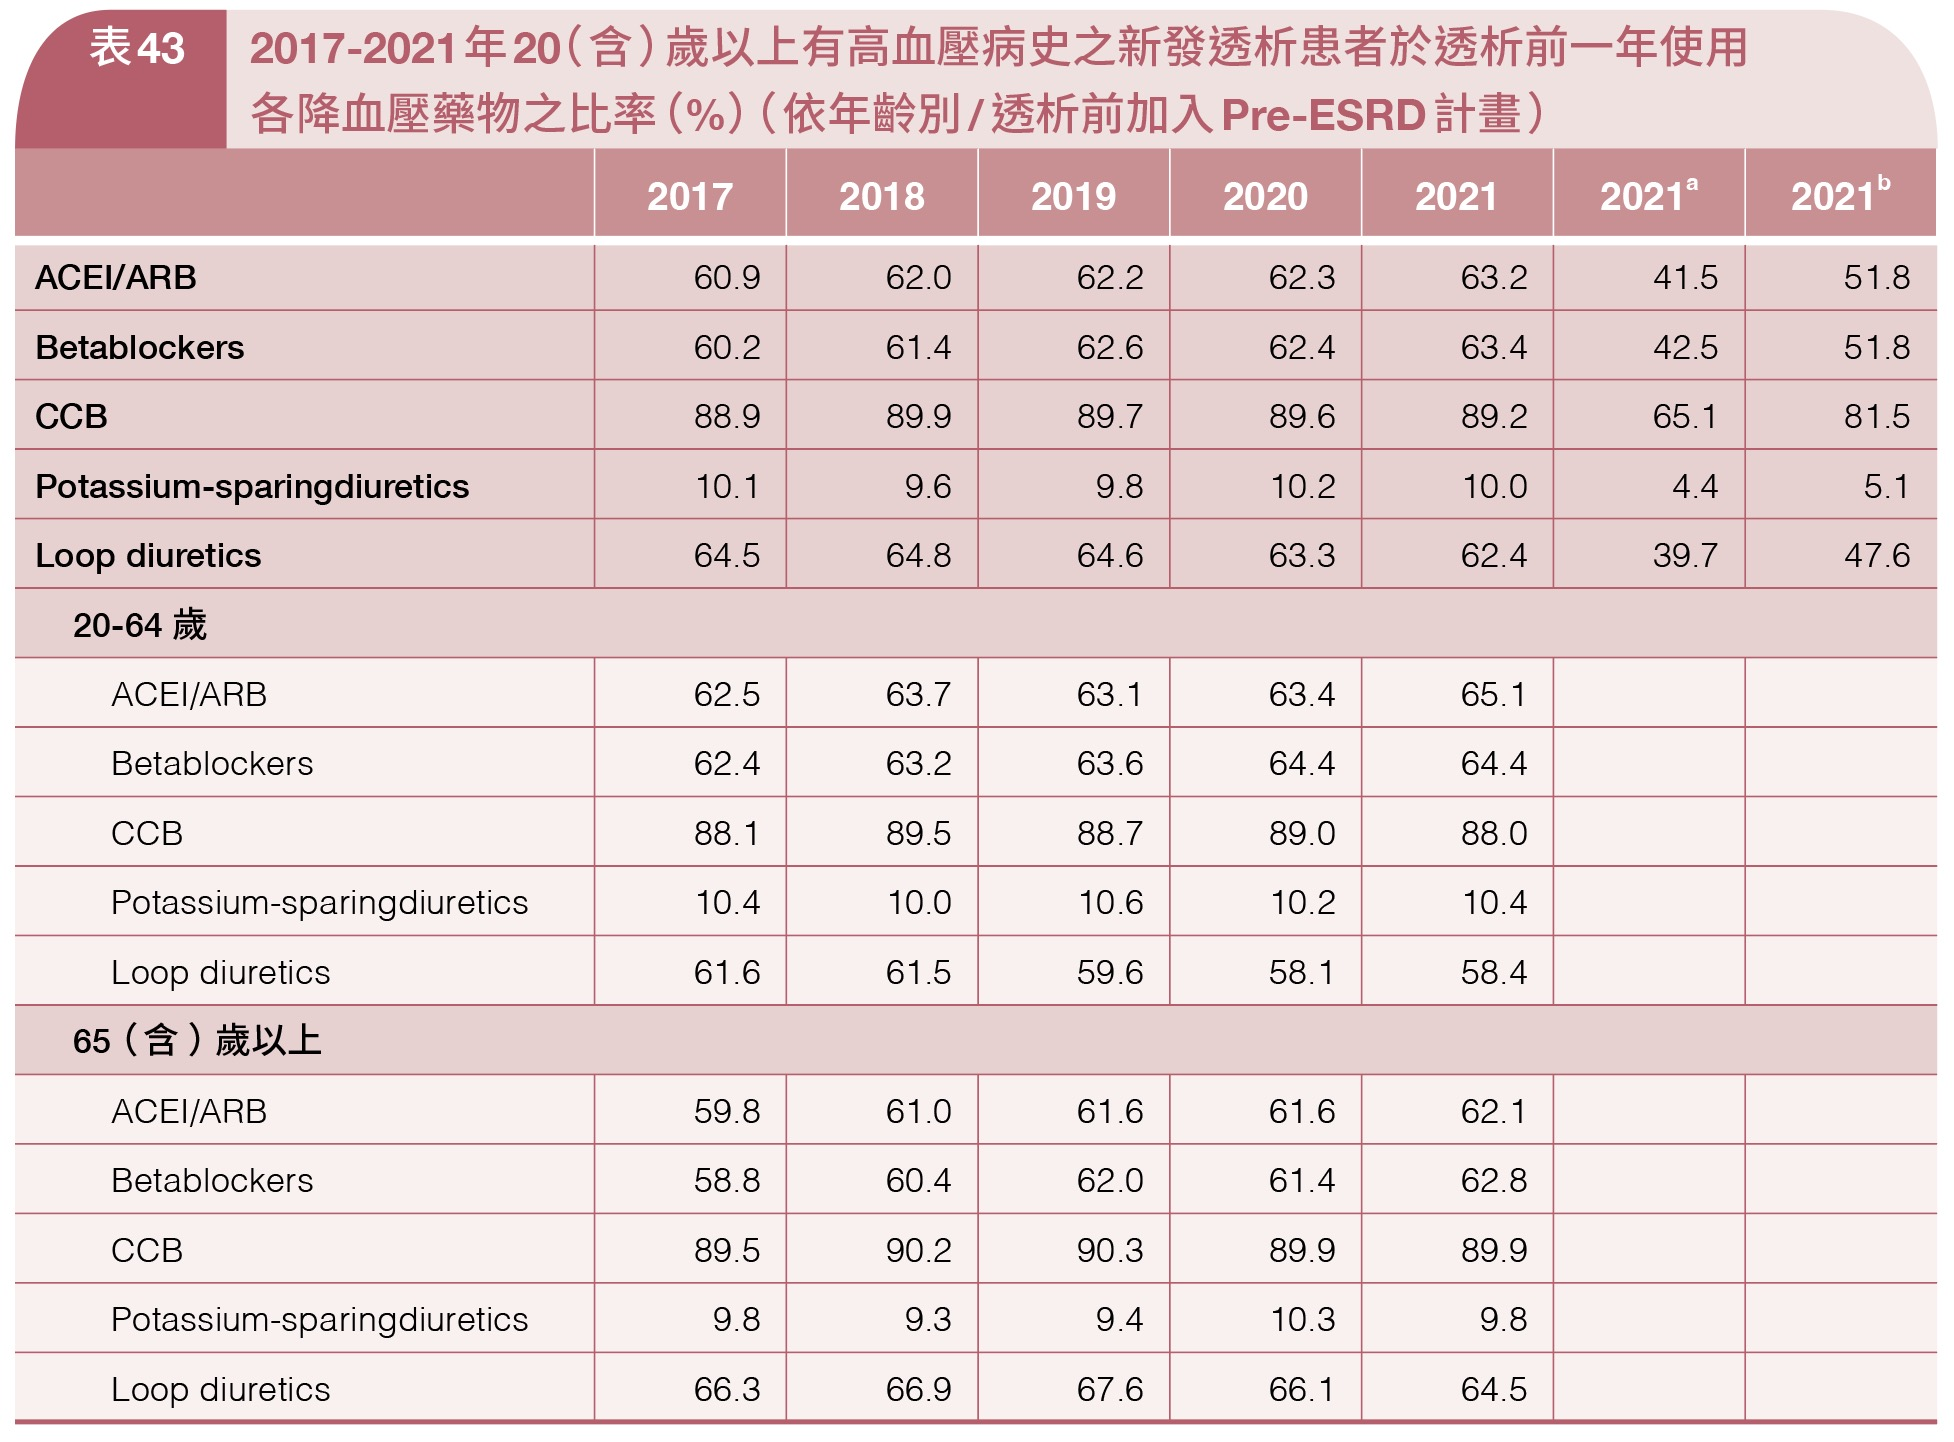 表43
2017-2021年20(含)歲以上有高血壓病史之新發透析患者於透析前一年使用
各降血壓藥物之比率(%)(依年齡別/透析前加入Pre-ESRD計畫)
2017 2018 2019 2020 2021 2021a 2021b
ACEI/ARB 60.9 62.0 62.2 62.3 63.2 41.5 51.8
Betablockers 60.2 61.4 62.6 62.4 63.4 42.5 51.8
CCB 88.9 89.9 89.7 89.6 89.2 65.1 81.5
Potassium-sparingdiuretics 10.1 9.6 9.8 10.2 10.0 4.4 5.1
Loop diuretics 64.5 64.8 64.6 63.3 62.4 39.7 47.6
20-64 歲
ACEI/ARB 62.5 63.7 63.1 63.4 65.1
Betablockers 62.4 63.2 63.6 64.4 64.4
CCB 88.1 89.5 88.7 89.0 88.0
Potassium-sparingdiuretics 10.4 10.0 10.6 10.2 10.4
Loop diuretics 61.6 61.5 59.6 58.1 58.4
65(含)歲以上
ACEI/ARB 59.8 61.0 61.6 61.6 62.1
Betablockers 58.8 60.4 62.0 61.4 62.8
CCB 89.5 90.2 90.3 89.9 89.9
Potassium-sparingdiuretics 9.8 9.3 9.4 10.3 9.8
Loop diuretics 66.3 66.9 67.6 66.1 64.5